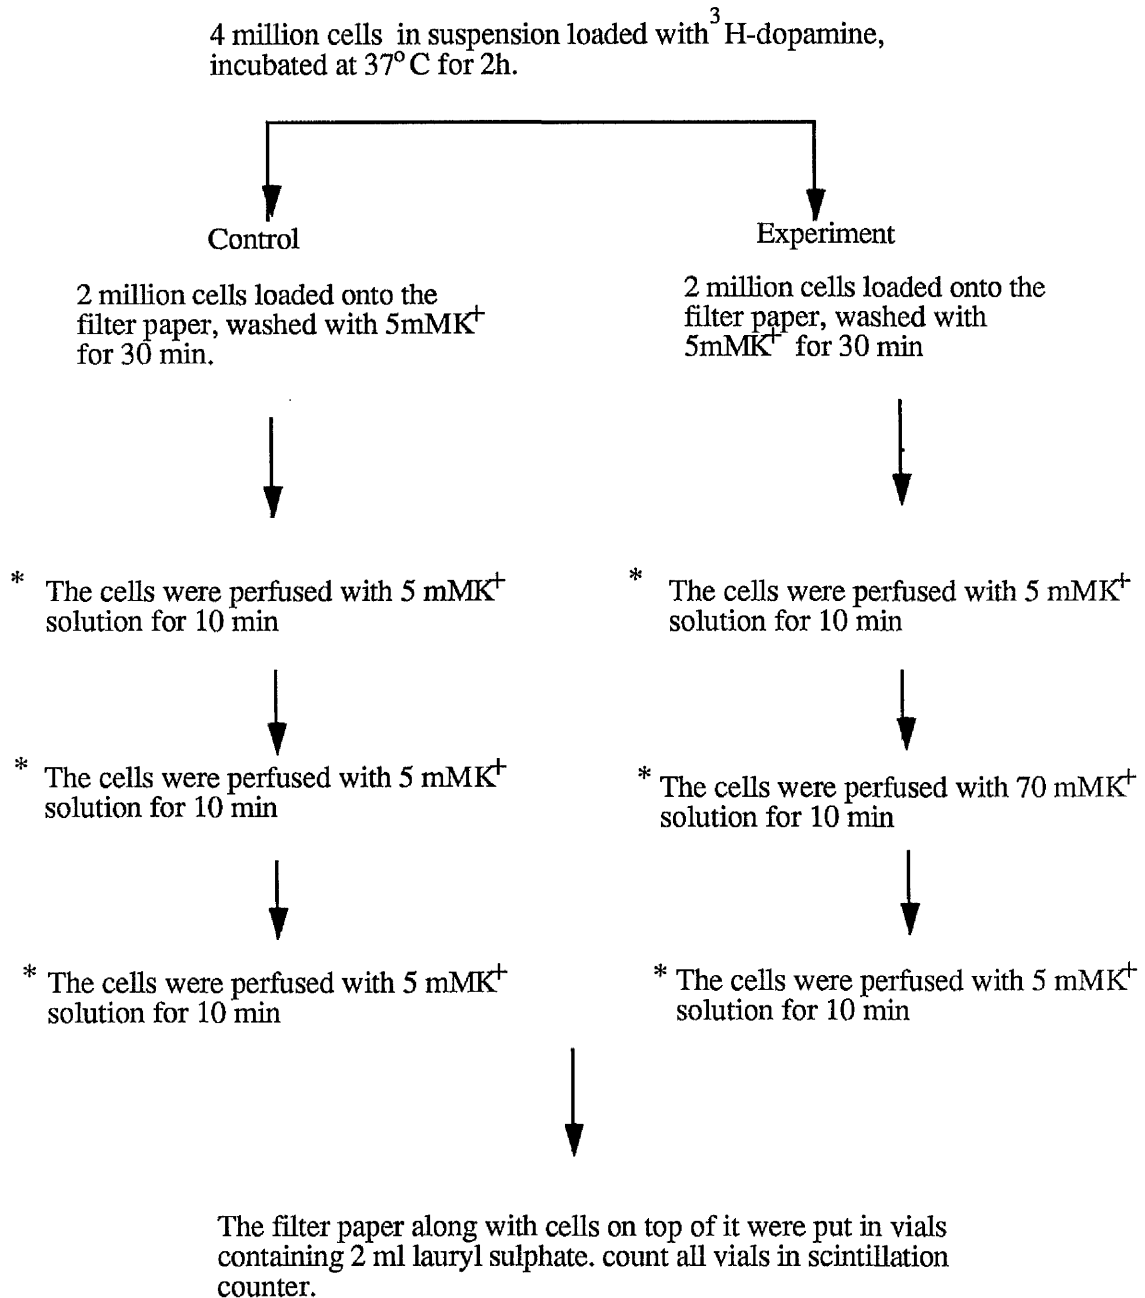 4 million cells in suspension loaded with ³H-dopamine,
incubated at 37°C for 2h.
Control
Experiment
2 million cells loaded onto the
filter paper, washed with 5mMK⁺
for 30 min.
2 million cells loaded onto the
filter paper, washed with
5mMK⁺ for 30 min
* The cells were perfused with 5 mMK⁺
solution for 10 min
* The cells were perfused with 5 mMK⁺
solution for 10 min
* The cells were perfused with 5 mMK⁺
solution for 10 min
* The cells were perfused with 70 mMK⁺
solution for 10 min
* The cells were perfused with 5 mMK⁺
solution for 10 min
* The cells were perfused with 5 mMK⁺
solution for 10 min
The filter paper along with cells on top of it were put in vials
containing 2 ml lauryl sulphate. count all vials in scintillation
counter.